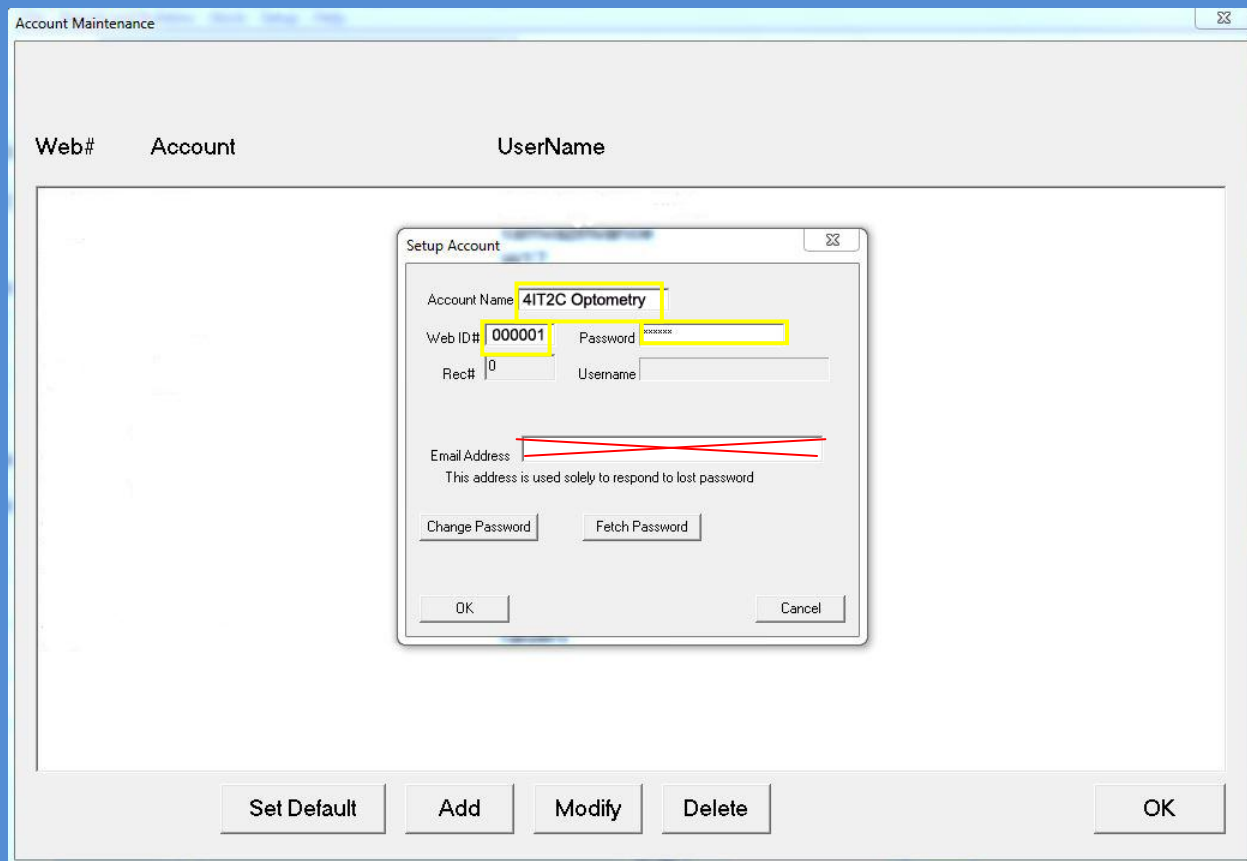 Account Maintenance
Web# Account UserName
Setup Account
Account Name 4IT2C Optometry
Web ID# 000001 Password xxxxxx
Rec# 0 Username
Email Address
This address is used solely to respond to lost password
Change Password Fetch Password
OK Cancel
Set Default Add Modify Delete OK